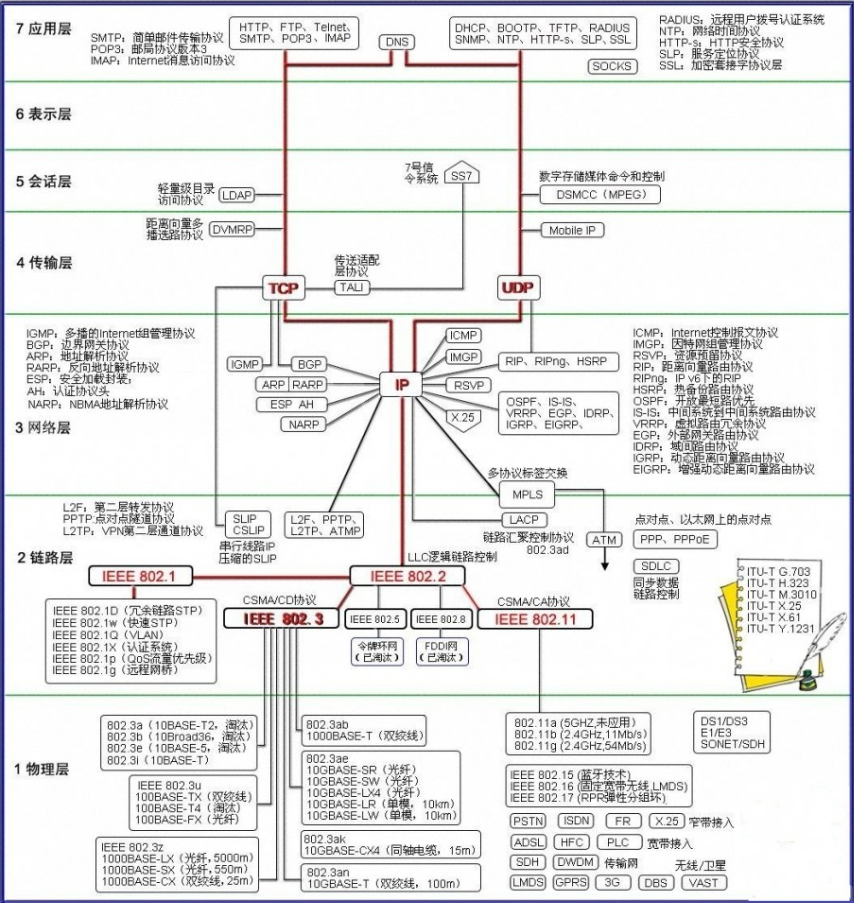 7 应用层
SMTP：简单邮件传输协议
POP3：邮局协议版本3
IMAP：Internet消息访问协议
HTTP、FTP、Telnet、
SMTP、POP3、IMAP
DNS
DHCP、BOOTP、TFTP、RADIUS
SNMP、NTP、HTTP-s、SLP、SSL
SOCKS
RADIUS：远程用户拨号认证系统
NTP：网络时间协议
HTTP-s：HTTP安全协议
SLP：服务定位协议
SSL：加密套接字协议层
6 表示层
5 会话层
轻量级目录
访问协议
LDAP
7号信
令系统
SS7
数字存储媒体命令和控制
DSMCC（MPEG）
4 传输层
距离向量多
播选路协议
DVMRP
Mobile IP
传送适配
层协议
TCP
TALI
UDP
3 网络层
IGMP：多播的Internet组管理协议
BGP：边界网关协议
ARP：地址解析协议
RARP：反向地址解析协议
ESP：安全加载封装；
AH：认证协议头
NARP：NBMA地址解析协议
IGMP
BGP
ARP
RARP
ESP AH
NARP
IP
ICMP
IMGP
RIP、RIPng、HSRP
RSVP
X.25
OSPF、IS-IS、
VRRP、EGP、IDRP、
IGRP、EIGRP、
ICMP：Internet控制报文协议
IMGP：因特网组管理协议
RSVP：资源预留协议
RIP：距离向量路由协议
RIPng：IP v6下的RIP
HSRP：热备份路由协议
OSPF：开放最短路优先
IS-IS：中间系统到中间系统路由协议
VRRP：虚拟路由冗余协议
EGP：外部网关路由协议
IDRP：域间路由协议
IGRP：动态距离向量路由协议
EIGRP：增强动态距离向量路由协议
多协议标签交换
MPLS
2 链路层
L2F：第二层转发协议
PPTP:点对点隧道协议
L2TP：VPN第二层通道协议
SLIP
CSLIP
串行线路IP
压缩的SLIP
L2F、PPTP、
L2TP、ATMP
LACP
链路汇聚控制协议
802.3ad
ATM
点对点、以太网上的点对点
PPP、PPPoE
SDLC
同步数据
链路控制
LLC逻辑链路控制
IEEE 802.1
IEEE 802.2
IEEE 802.1D（冗余链路STP）
IEEE 802.1w（快速STP）
IEEE 802.1Q（VLAN）
IEEE 802.1X（认证系统）
IEEE 802.1p（QoS流量优先级）
IEEE 802.1g（远程网桥）
CSMA/CD协议
IEEE 802.3
IEEE 802.5
令牌环网
（已淘汰）
IEEE 802.8
FDDI网
（已淘汰）
CSMA/CA协议
IEEE 802.11
ITU-T G.703
ITU-T H.323
ITU-T M.3010
ITU-T X.25
ITU-T X.61
ITU-T Y.1231
1 物理层
802.3a（10BASE-T2，淘汰）
802.3b（10Broad36，淘汰）
802.3e（10BASE-5，淘汰）
802.3i（10BASE-T）
IEEE 802.3u
100BASE-TX（双绞线）
100BASE-T4（淘汰）
100BASE-FX（光纤）
IEEE 802.3z
1000BASE-LX（光纤,5000m）
1000BASE-SX（光纤,550m）
1000BASE-CX（双绞线,25m）
802.3ab
1000BASE-T（双绞线）
802.3ae
10GBASE-SR（光纤）
10GBASE-SW（光纤）
10GBASE-LX4（光纤）
10GBASE-LR（单模，10km）
10GBASE-LW（单模，10km）
802.3ak
10GBASE-CX4（同轴电缆，15m）
802.3an
10GBASE-T（双绞线，100m）
802.11a (5GHZ,未应用）
802.11b (2.4GHz,11Mb/s）
802.11g (2.4GHz,54Mb/s）
DS1/DS3
E1/E3
SONET/SDH
IEEE 802.15 (蓝牙技术）
IEEE 802.16 (固定宽带无线,LMDS)
IEEE 802.17 (RPR弹性分组环）
PSTN ISDN FR X.25 窄带接入
ADSL HFC PLC 宽带接入
SDH DWDM 传输网 无线/卫星
LMDS GPRS 3G DBS VAST